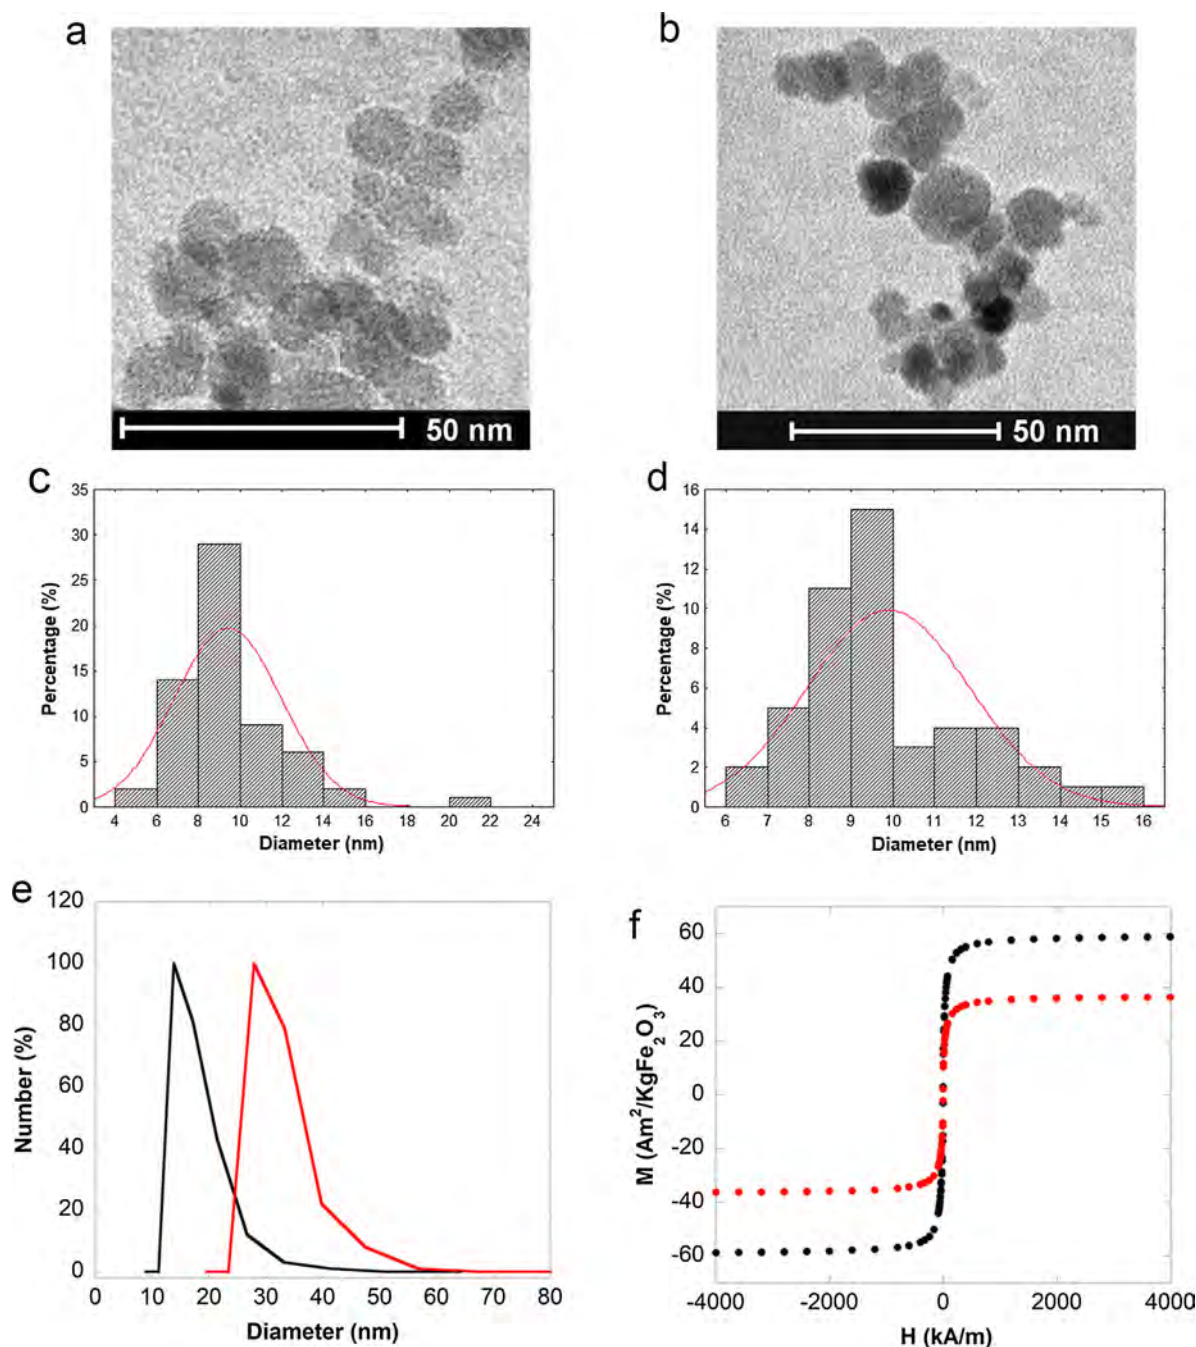 a
b
50 nm
50 nm
c
d
35
30
25
20
15
10
5
0
Percentage (%)
4 6 8 10 12 14 16 18 20 22 24
Diameter (nm)
16
14
12
10
8
6
4
2
0
Percentage (%)
6 7 8 9 10 11 12 13 14 15 16
Diameter (nm)
e
120
100
80
60
40
20
0
Number (%)
0 10 20 30 40 50 60 70 80
Diameter (nm)
f
60
40
20
0
-20
-40
-60
M (Am²/KgFe₂O₃)
-4000 -2000 0 2000 4000
H (kA/m)